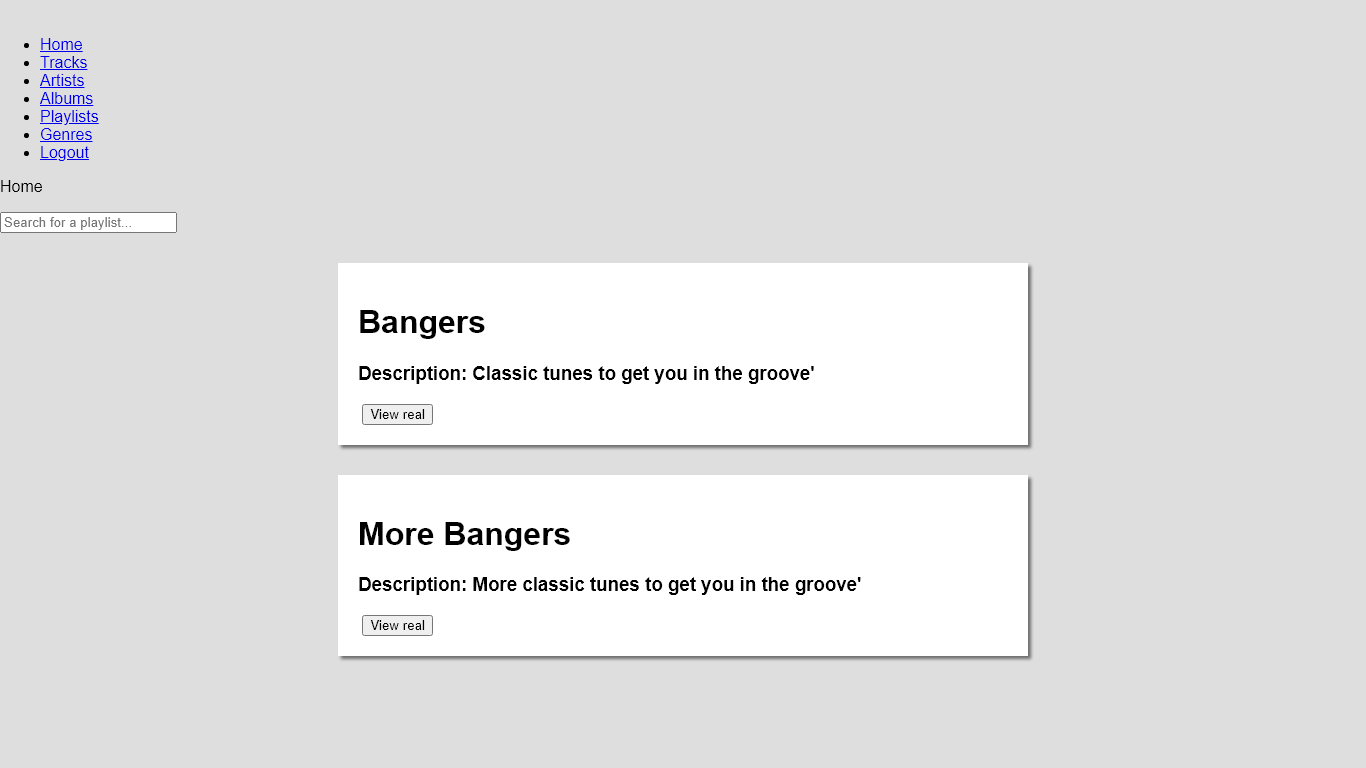 Home
Tracks
Artists
Albums
Playlists
Genres
Logout
Home
Search for a playlist...
Bangers
Description: Classic tunes to get you in the groove'
View real
More Bangers
Description: More classic tunes to get you in the groove'
View real